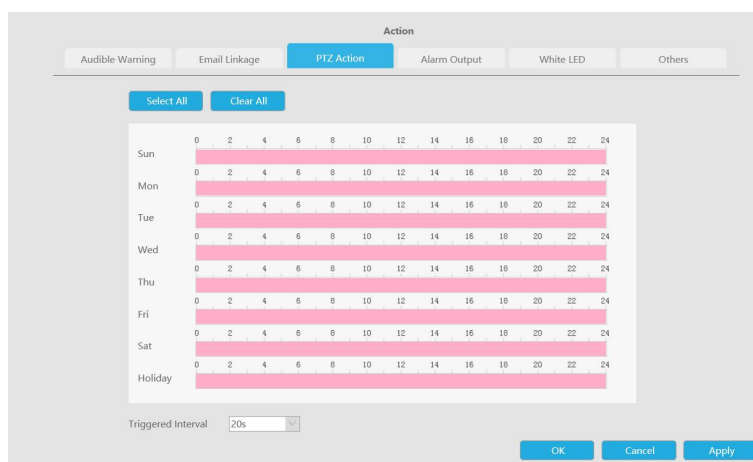 Action
Audible Warning Email Linkage PTZ Action Alarm Output White LED Others
Select All Clear All
0 2 4 6 8 10 12 14 16 18 20 22 24
Sun
0 2 4 6 8 10 12 14 16 18 20 22 24
Mon
0 2 4 6 8 10 12 14 16 18 20 22 24
Tue
0 2 4 6 8 10 12 14 16 18 20 22 24
Wed
0 2 4 6 8 10 12 14 16 18 20 22 24
Thu
0 2 4 6 8 10 12 14 16 18 20 22 24
Fri
0 2 4 6 8 10 12 14 16 18 20 22 24
Sat
0 2 4 6 8 10 12 14 16 18 20 22 24
Holiday
Triggered Interval 20s
OK Cancel Apply